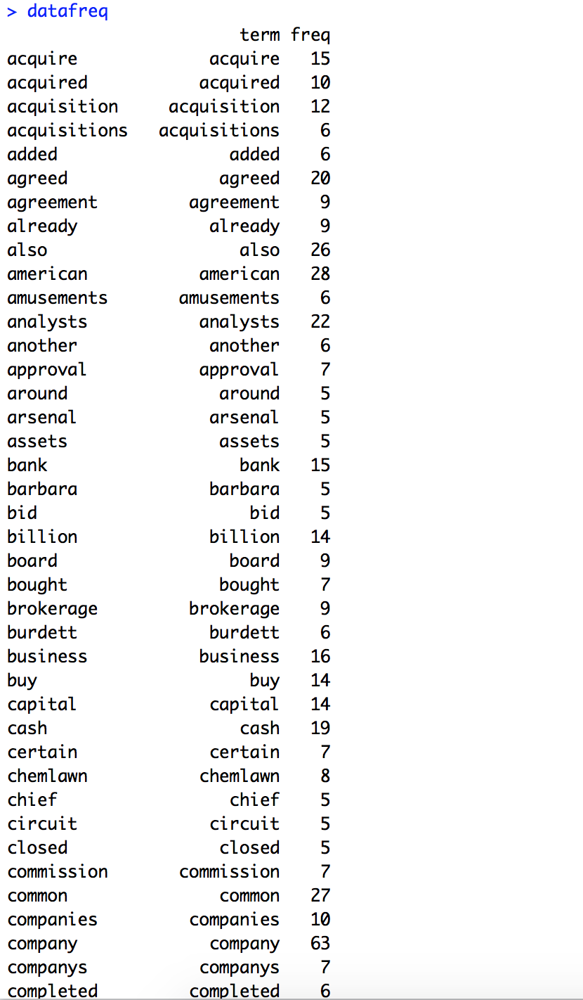 > datafreq
term freq
acquire acquire 15
acquired acquired 10
acquisition acquisition 12
acquisitions acquisitions 6
added added 6
agreed agreed 20
agreement agreement 9
already already 9
also also 26
american american 28
amusements amusements 6
analysts analysts 22
another another 6
approval approval 7
around around 5
arsenal arsenal 5
assets assets 5
bank bank 15
barbara barbara 5
bid bid 5
billion billion 14
board board 9
bought bought 7
brokerage brokerage 9
burdett burdett 6
business business 16
buy buy 14
capital capital 14
cash cash 19
certain certain 7
chemlawn chemlawn 8
chief chief 5
circuit circuit 5
closed closed 5
commission commission 7
common common 27
companies companies 10
company company 63
companys companys 7
completed completed 6